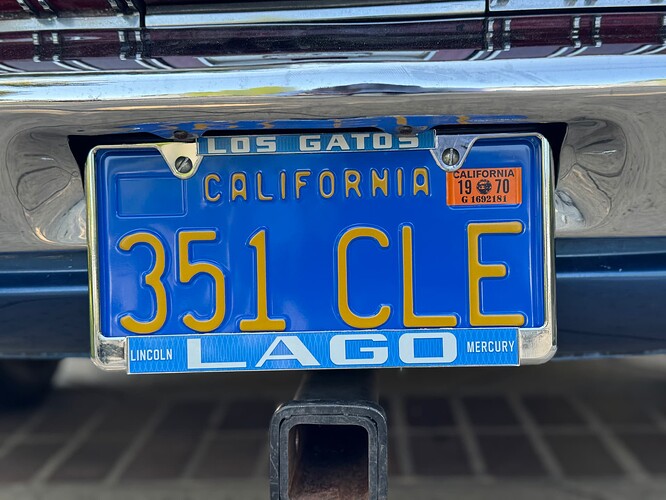 LOS GATOS
CALIFORNIA
CALIFORNIA
19 70
G 1692181
351 CLE
LINCOLN LAGO MERCURY